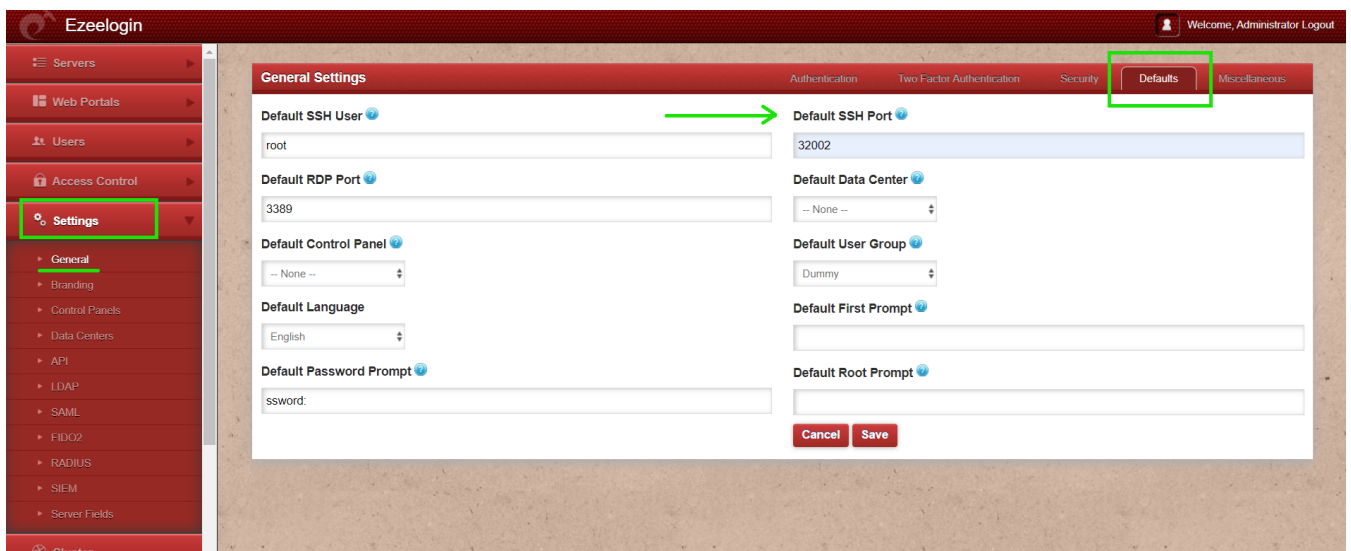 Ezeelogin
Welcome, Administrator Logout
Servers
Web Portals
Users
Access Control
Settings
General
Branding
Control Panels
Data Centers
API
LDAP
SAML
FIDO2
RADIUS
SIEM
Server Fields
Cluster
General Settings
Authentication
Two Factor Authentication
Security
Defaults
Miscellaneous
Default SSH User
root
Default SSH Port
32002
Default RDP Port
3389
Default Data Center
-- None --
Default Control Panel
-- None --
Default User Group
Dummy
Default Language
English
Default First Prompt
Default Password Prompt
ssword:
Default Root Prompt
Cancel
Save